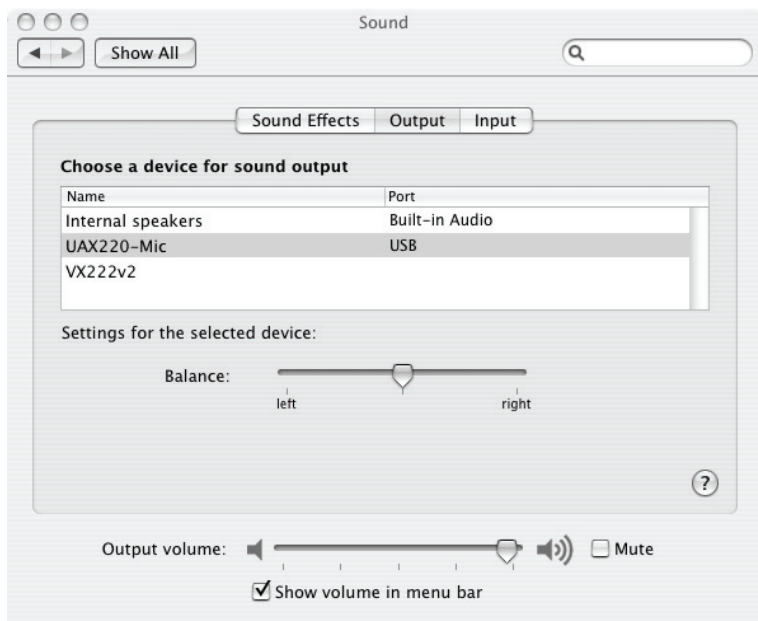 Sound
Show All
Sound Effects Output Input
Choose a device for sound output
Name Port
Internal speakers Built-in Audio
UAX220-Mic USB
VX222v2
Settings for the selected device:
Balance:
left right
?
Output volume: Mute
Show volume in menu bar